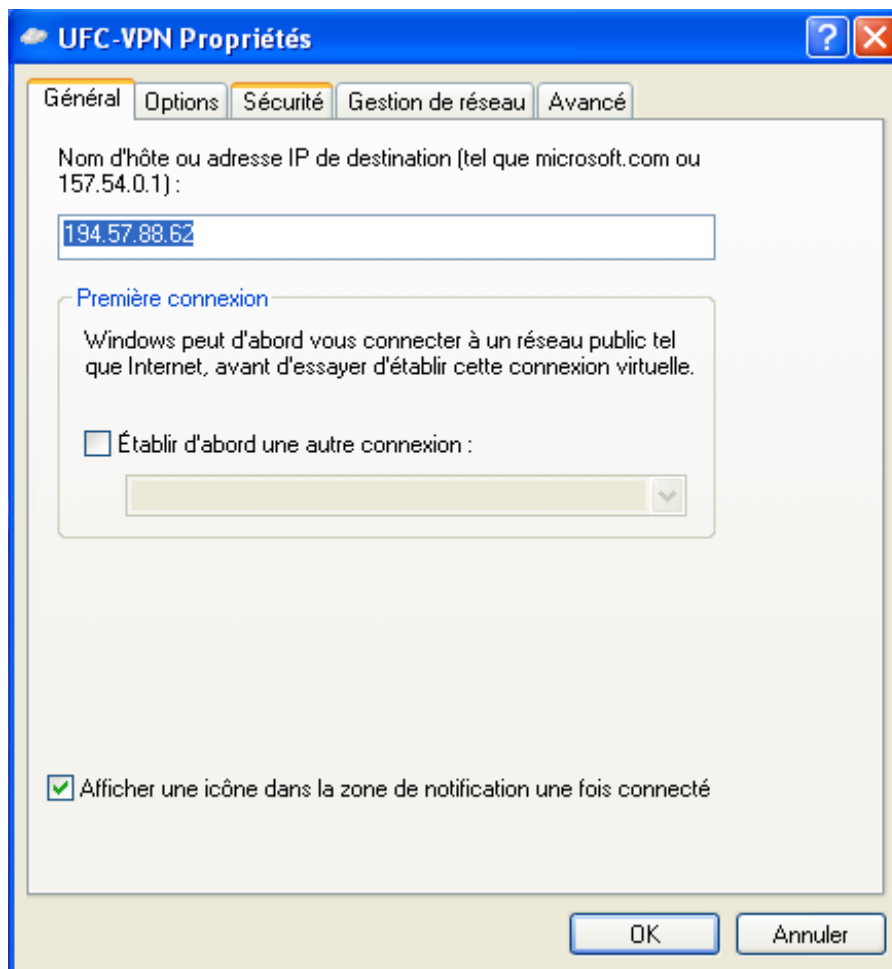 UFC-VPN Propriétés
Général Options Sécurité Gestion de réseau Avancé
Nom d'hôte ou adresse IP de destination (tel que microsoft.com ou
157.54.0.1) :
194.57.88.62
Première connexion
Windows peut d'abord vous connecter à un réseau public tel
que Internet, avant d'essayer d'établir cette connexion virtuelle.
Établir d'abord une autre connexion :
Afficher une icône dans la zone de notification une fois connecté
OK Annuler